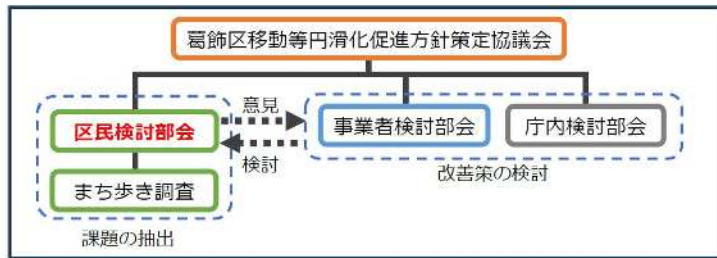 葛飾区移動等円滑化促進方針策定協議会
意見
区民検討部会
事業者検討部会
庁内検討部会
検討
まち歩き調査
改善策の検討
課題の抽出